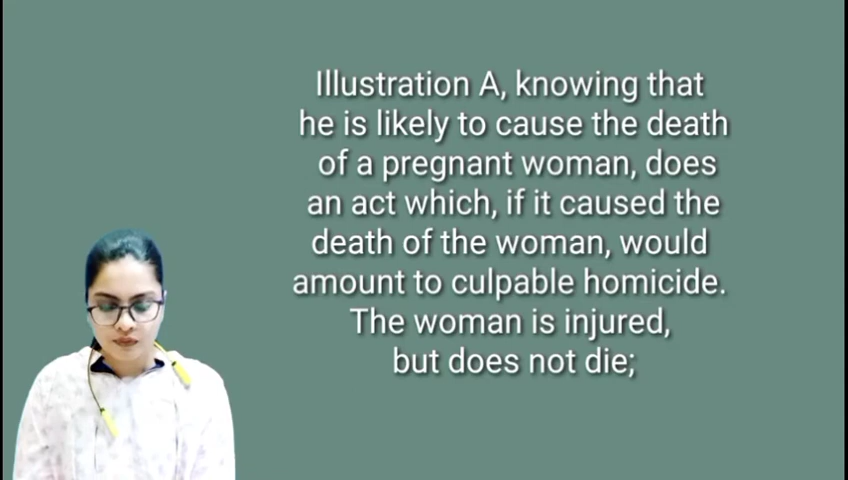 Illustration A, knowing that
he is likely to cause the death
of a pregnant woman, does
an act which, if it caused the
death of the woman, would
amount to culpable homicide.
The woman is injured,
but does not die;